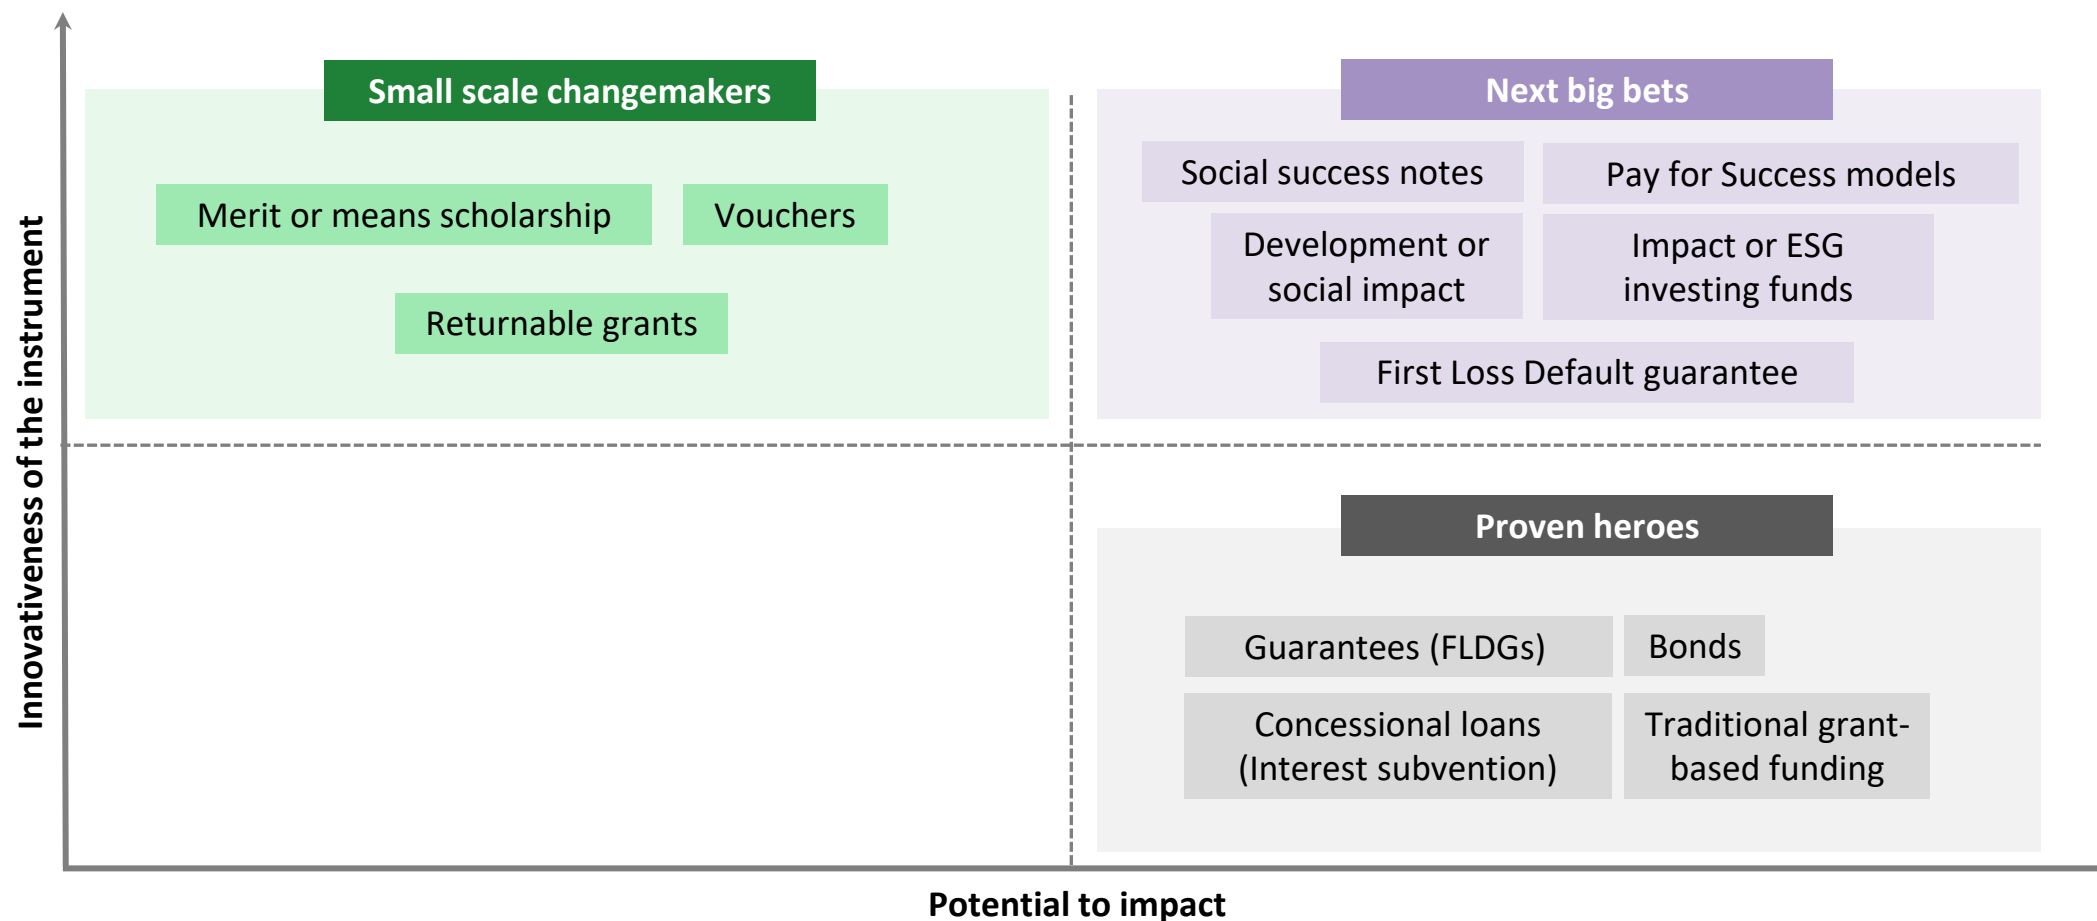 Innovativeness of the instrument
Small scale changemakers
Merit or means scholarship
Vouchers
Returnable grants
Next big bets
Social success notes
Pay for Success models
Development or
social impact
Impact or ESG
investing funds
First Loss Default guarantee
Proven heroes
Guarantees (FLDGs)
Bonds
Concessional loans
(Interest subvention)
Traditional grant-
based funding
Potential to impact